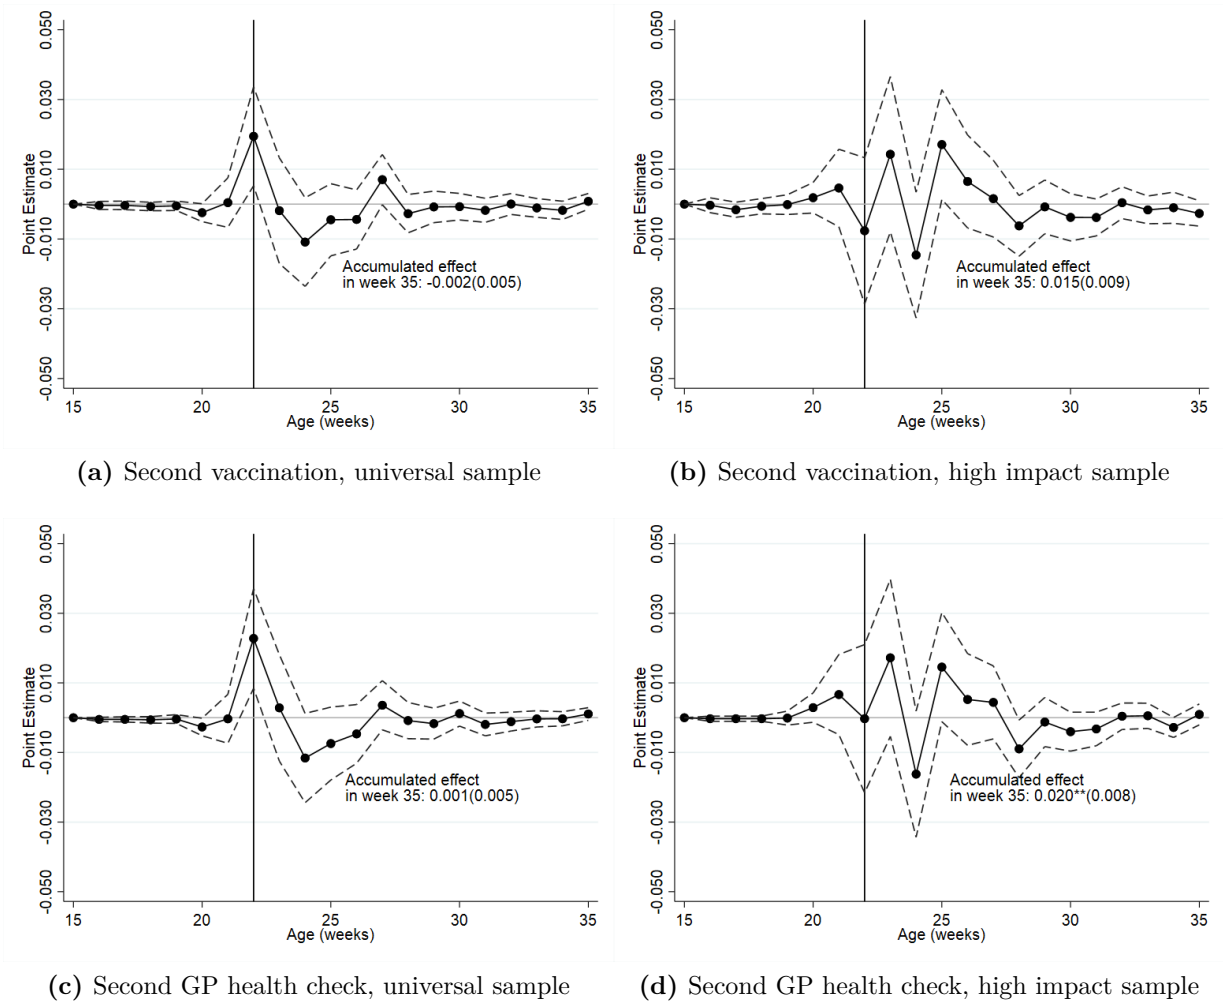 0.050
0.030
0.010
-0.010
-0.030
-0.050
Point Estimate
Accumulated effect
in week 35: -0.002(0.005)
15 20 25 30 35
Age (weeks)
(a) Second vaccination, universal sample
0.050
0.030
0.010
-0.010
-0.030
-0.050
Point Estimate
Accumulated effect
in week 35: 0.015(0.009)
15 20 25 30 35
Age (weeks)
(b) Second vaccination, high impact sample
0.050
0.030
0.010
-0.010
-0.030
-0.050
Point Estimate
Accumulated effect
in week 35: 0.001(0.005)
15 20 25 30 35
Age (weeks)
(c) Second GP health check, universal sample
0.050
0.030
0.010
-0.010
-0.030
-0.050
Point Estimate
Accumulated effect
in week 35: 0.020**(0.008)
15 20 25 30 35
Age (weeks)
(d) Second GP health check, high impact sample